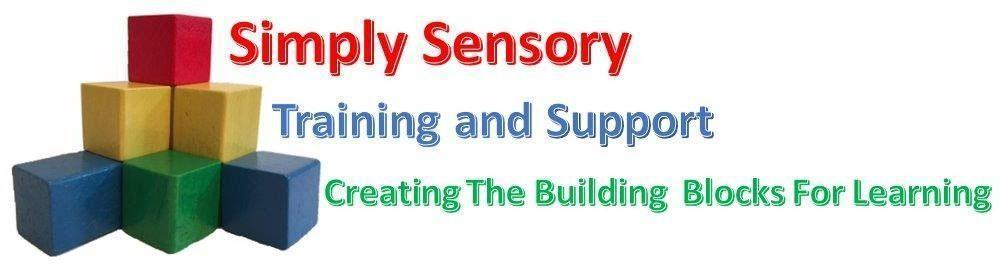 Simply Sensory
Training and Support
Creating The Building Blocks For Learning